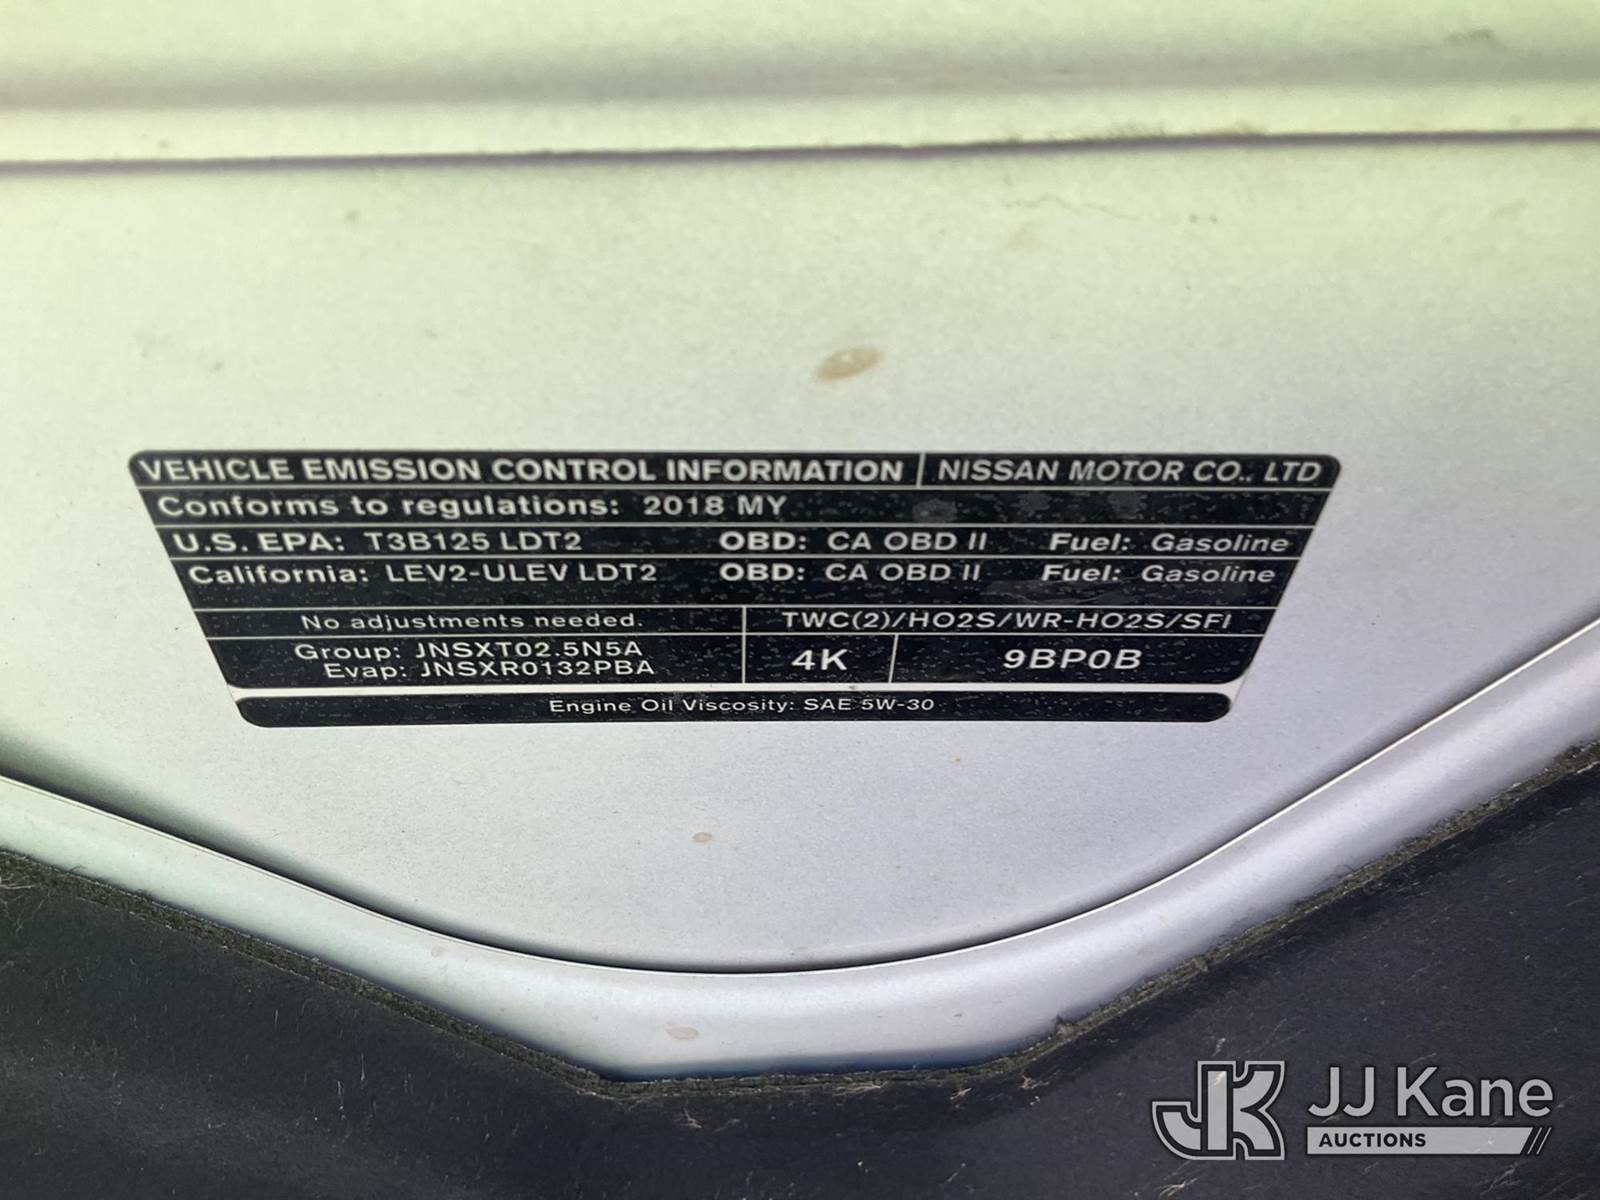 VEHICLE EMISSION CONTROL INFORMATION NISSAN MOTOR CO., LTD
Conforms to regulations: 2018 MY
U.S. EPA: T3B125 LDT2 OBD: CA OBD II Fuel: Gasoline
California: LEV2-ULEV LDT2 OBD: CA OBD II Fuel: Gasoline
No adjustments needed. TWC(2)/HO2S/WR-HO2S/SFI
Group: JNSXT02.5N5A
Evap: JNSXR0132PBA
4K 9BP0B
Engine Oil Viscosity: SAE 5W-30
JK JJ Kane
AUCTIONS